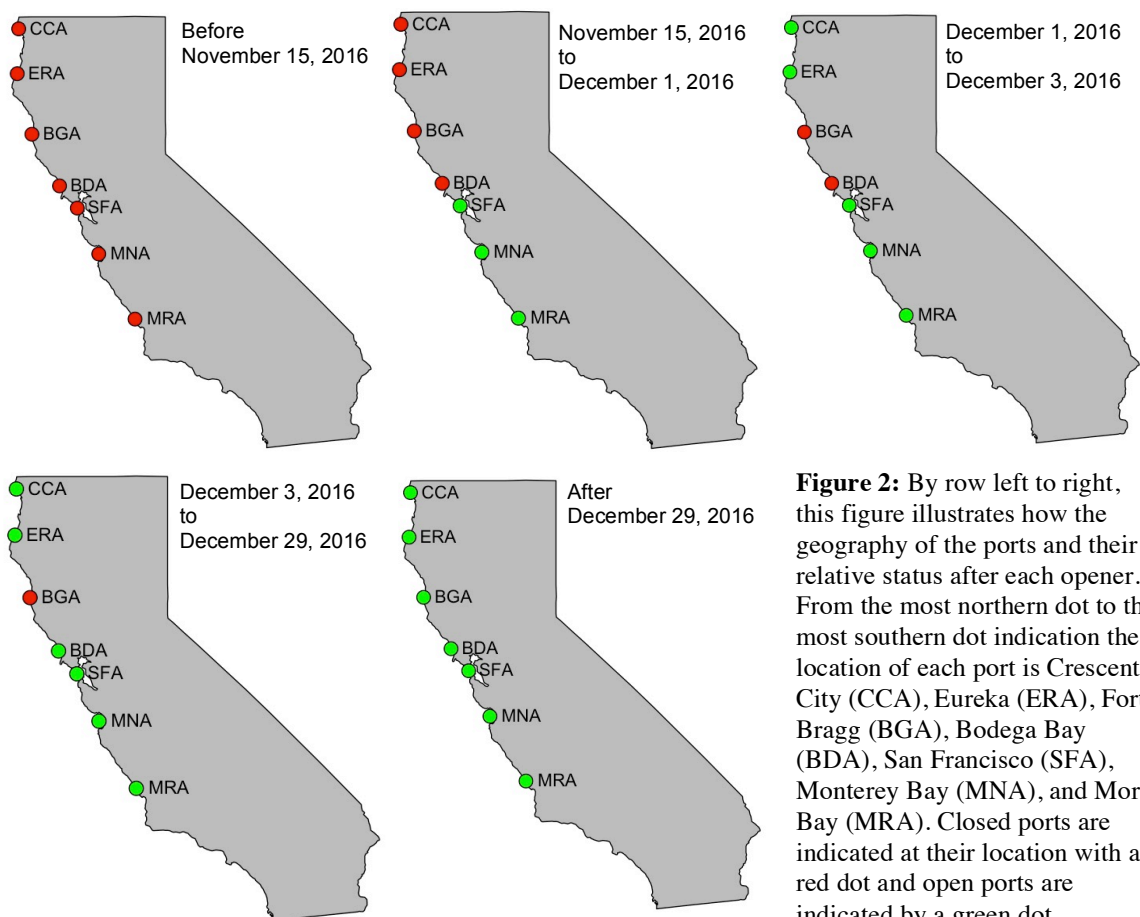 CCA
ERA
BGA
BDA
SFA
MNA
MRA
Before
November 15, 2016
CCA
ERA
BGA
BDA
SFA
MNA
MRA
November 15, 2016
to
December 1, 2016
CCA
ERA
BGA
BDA
SFA
MNA
MRA
December 1, 2016
to
December 3, 2016
CCA
ERA
BGA
BDA
SFA
MNA
MRA
December 3, 2016
to
December 29, 2016
CCA
ERA
BGA
BDA
SFA
MNA
MRA
After
December 29, 2016
Figure 2: By row left to right,
this figure illustrates how the
geography of the ports and their
relative status after each opener.
From the most northern dot to th
most southern dot indication the
location of each port is Crescent
City (CCA), Eureka (ERA), For
Bragg (BGA), Bodega Bay
(BDA), San Francisco (SFA),
Monterey Bay (MNA), and Mor
Bay (MRA). Closed ports are
indicated at their location with a
red dot and open ports are
indicated by a green dot